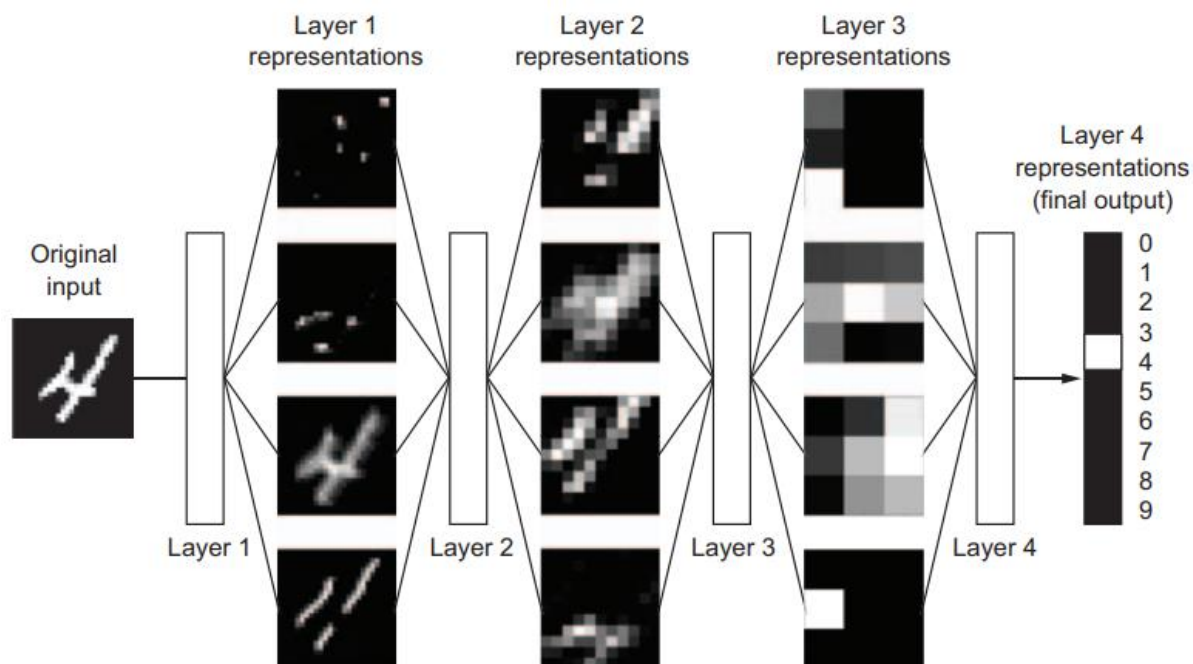 Layer 1
representations
Layer 2
representations
Layer 3
representations
Layer 4
representations
(final output)
Original
input
0
1
2
3
4
5
6
7
8
9
Layer 1
Layer 2
Layer 3
Layer 4